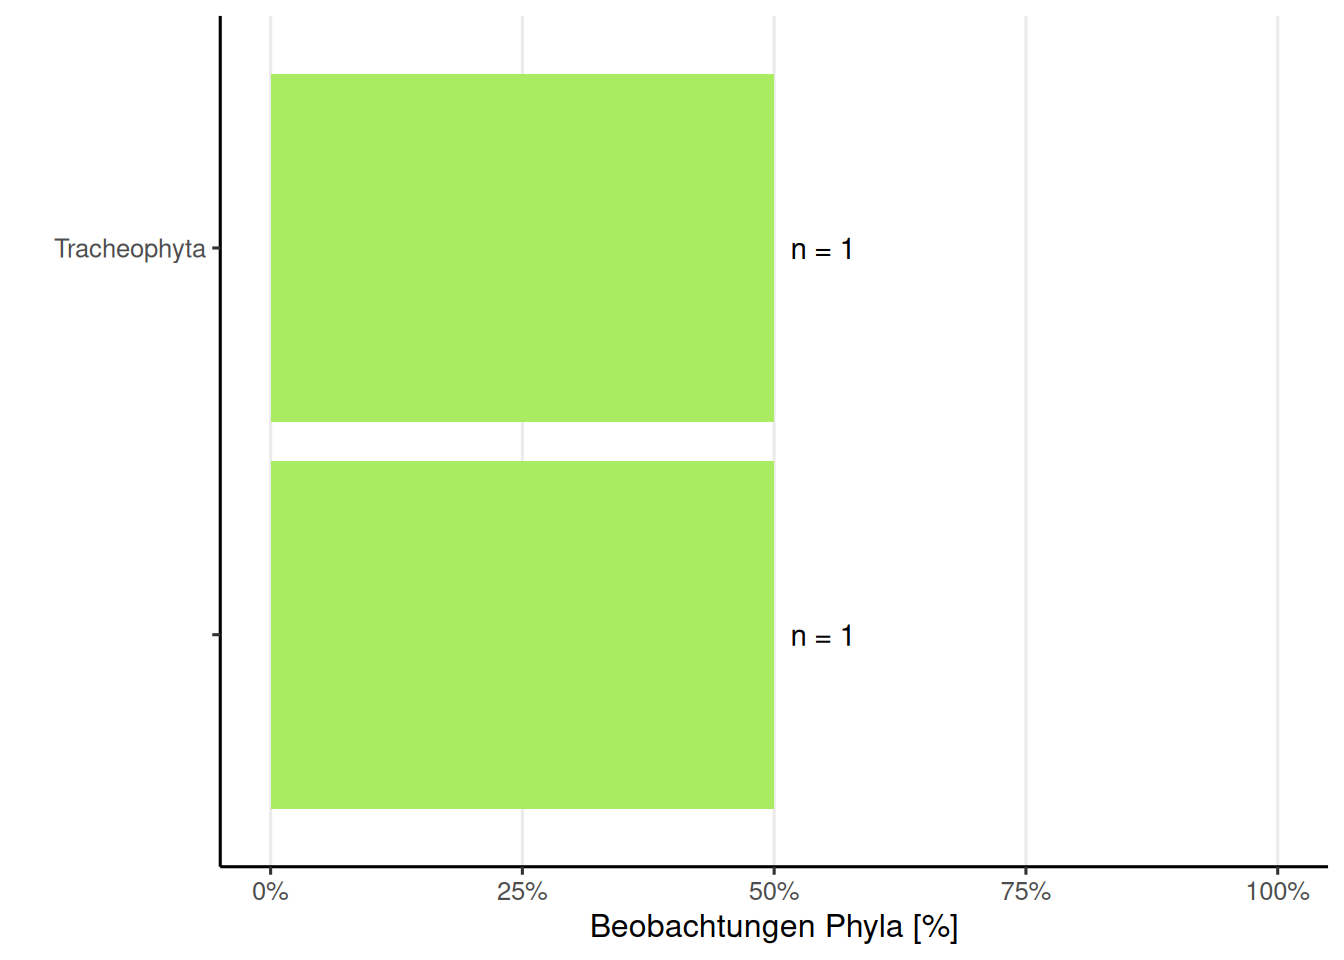 Tracheophyta
n = 1
n = 1
0% 25% 50% 75% 100%
Beobachtungen Phyla [%]